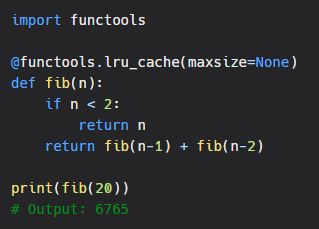 import functools

@functools.lru_cache(maxsize=None)
def fib(n):
    if n < 2:
        return n
    return fib(n-1) + fib(n-2)

print(fib(20))
# Output: 6765